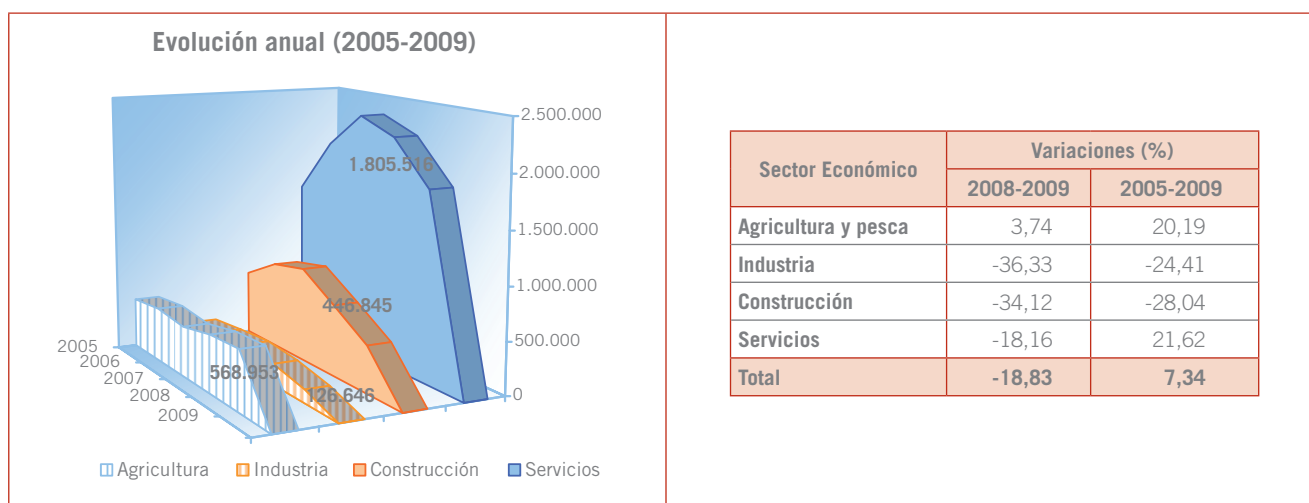 Evolución anual (2005-2009)
2.500.000
2.000.000
1.500.000
1.000.000
500.000
0
1.805.516
446.845
568.953
126.646
2005
2006
2007
2008
2009
Agricultura Industria Construcción Servicios
Sector Económico Variaciones (%)
2008-2009 2005-2009
Agricultura y pesca 3,74 20,19
Industria -36,33 -24,41
Construcción -34,12 -28,04
Servicios -18,16 21,62
Total -18,83 7,34